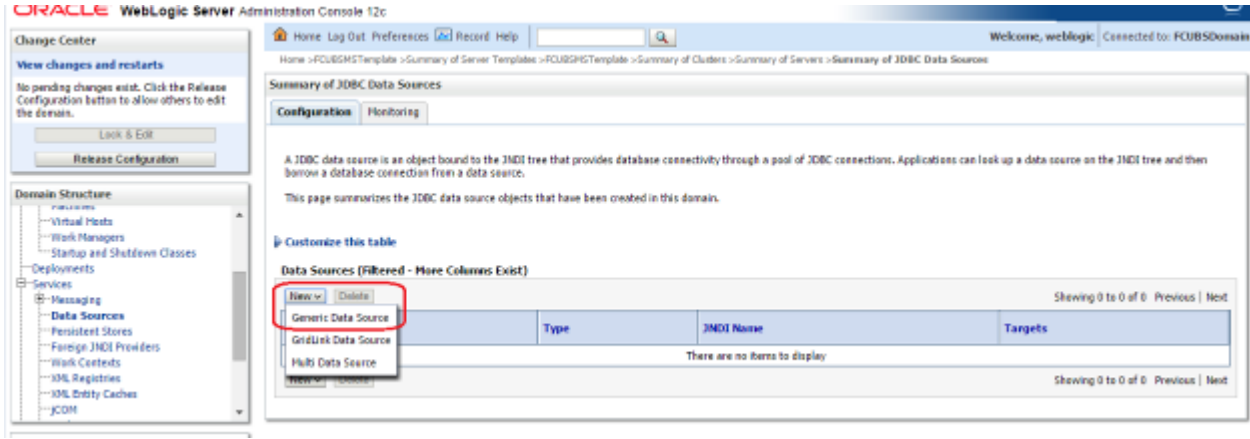 ORACLE WebLogic Server Administration Console 12c
Change Center
View changes and restarts
No pending changes exist. Click the Release
Configuration button to allow others to edit
the domain.
Lock & Edit
Release Configuration
Domain Structure
Machines
Virtual Hosts
Work Managers
Startup and Shutdown Classes
Deployments
Services
Messaging
Data Sources
Persistent Stores
Foreign JNDI Providers
Work Contexts
XML Registries
XML Entity Caches
jCOM
Home Log Out Preferences Record Help
Welcome, weblogic Connected to: FCUBSDomain
Home >FCUBSMSTemplate >Summary of Server Templates >FCUBSMSTemplate >Summary of Clusters >Summary of Servers >Summary of JDBC Data Sources
Summary of JDBC Data Sources
Configuration Monitoring
A JDBC data source is an object bound to the JNDI tree that provides database connectivity through a pool of JDBC connections. Applications can look up a data source on the JNDI tree and then
borrow a database connection from a data source.
This page summarizes the JDBC data source objects that have been created in this domain.
Customize this table
Data Sources (Filtered - More Columns Exist)
New Delete
Showing 0 to 0 of 0 Previous | Next
Generic Data Source
GridLink Data Source
Multi Data Source
Type JNDI Name Targets
There are no items to display
New Delete
Showing 0 to 0 of 0 Previous | Next